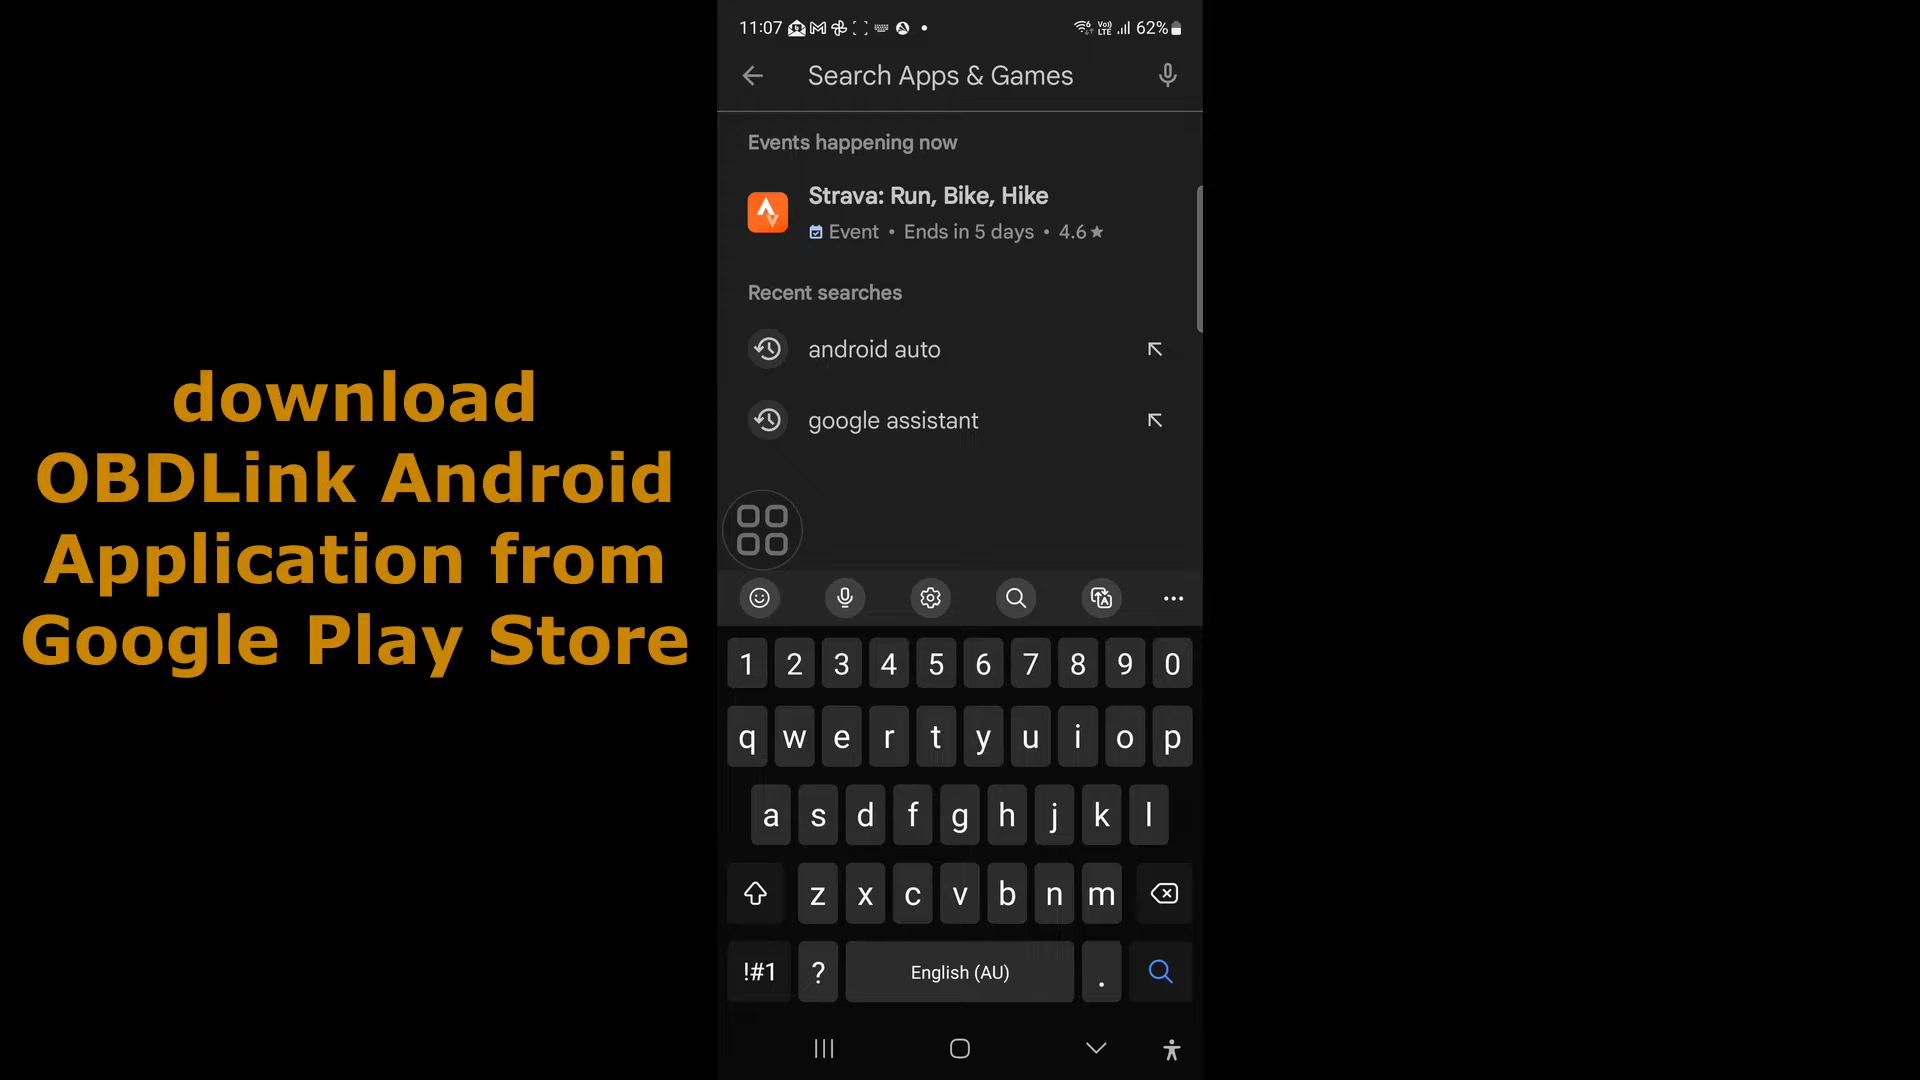 download
OBDLink Android
Application from
Google Play Store
11:07 62%
Search Apps & Games
Events happening now
Strava: Run, Bike, Hike
Event • Ends in 5 days • 4.6★
Recent searches
android auto
google assistant
1 2 3 4 5 6 7 8 9 0
q w e r t y u i o p
a s d f g h j k l
z x c v b n m
!#1 ? English (AU) .